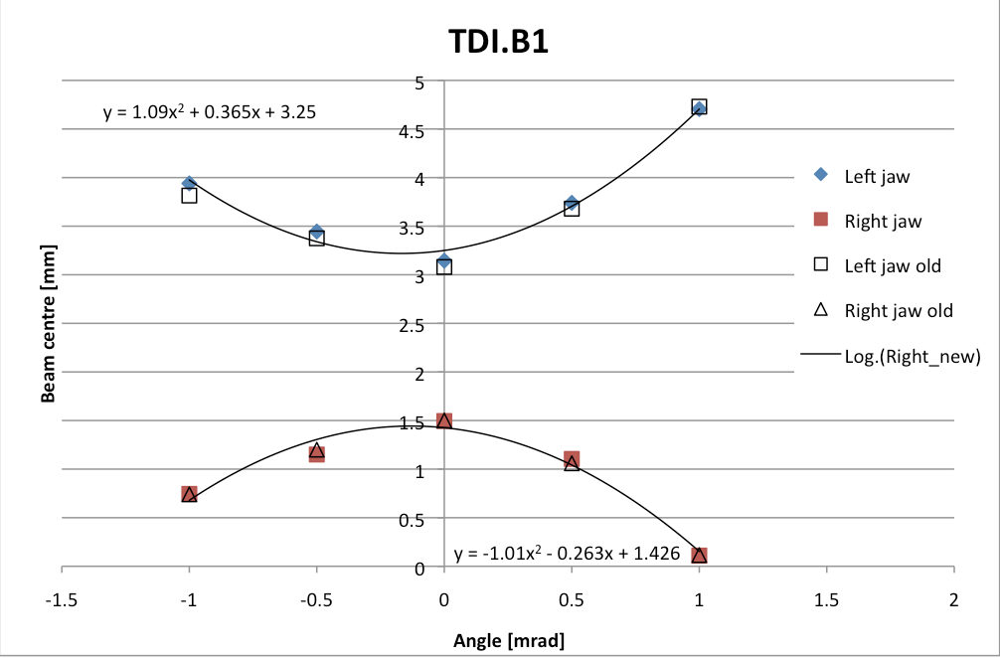 TDI.B1
y = 1.09x² + 0.365x + 3.25
5
4.5
4
3.5
3
2.5
2
1.5
1
0.5
0
Beam centre [mm]
Left jaw
Right jaw
Left jaw old
Right jaw old
Log.(Right_new)
y = -1.01x² - 0.263x + 1.426
-1.5 -1 -0.5 0 0.5 1 1.5 2
Angle [mrad]